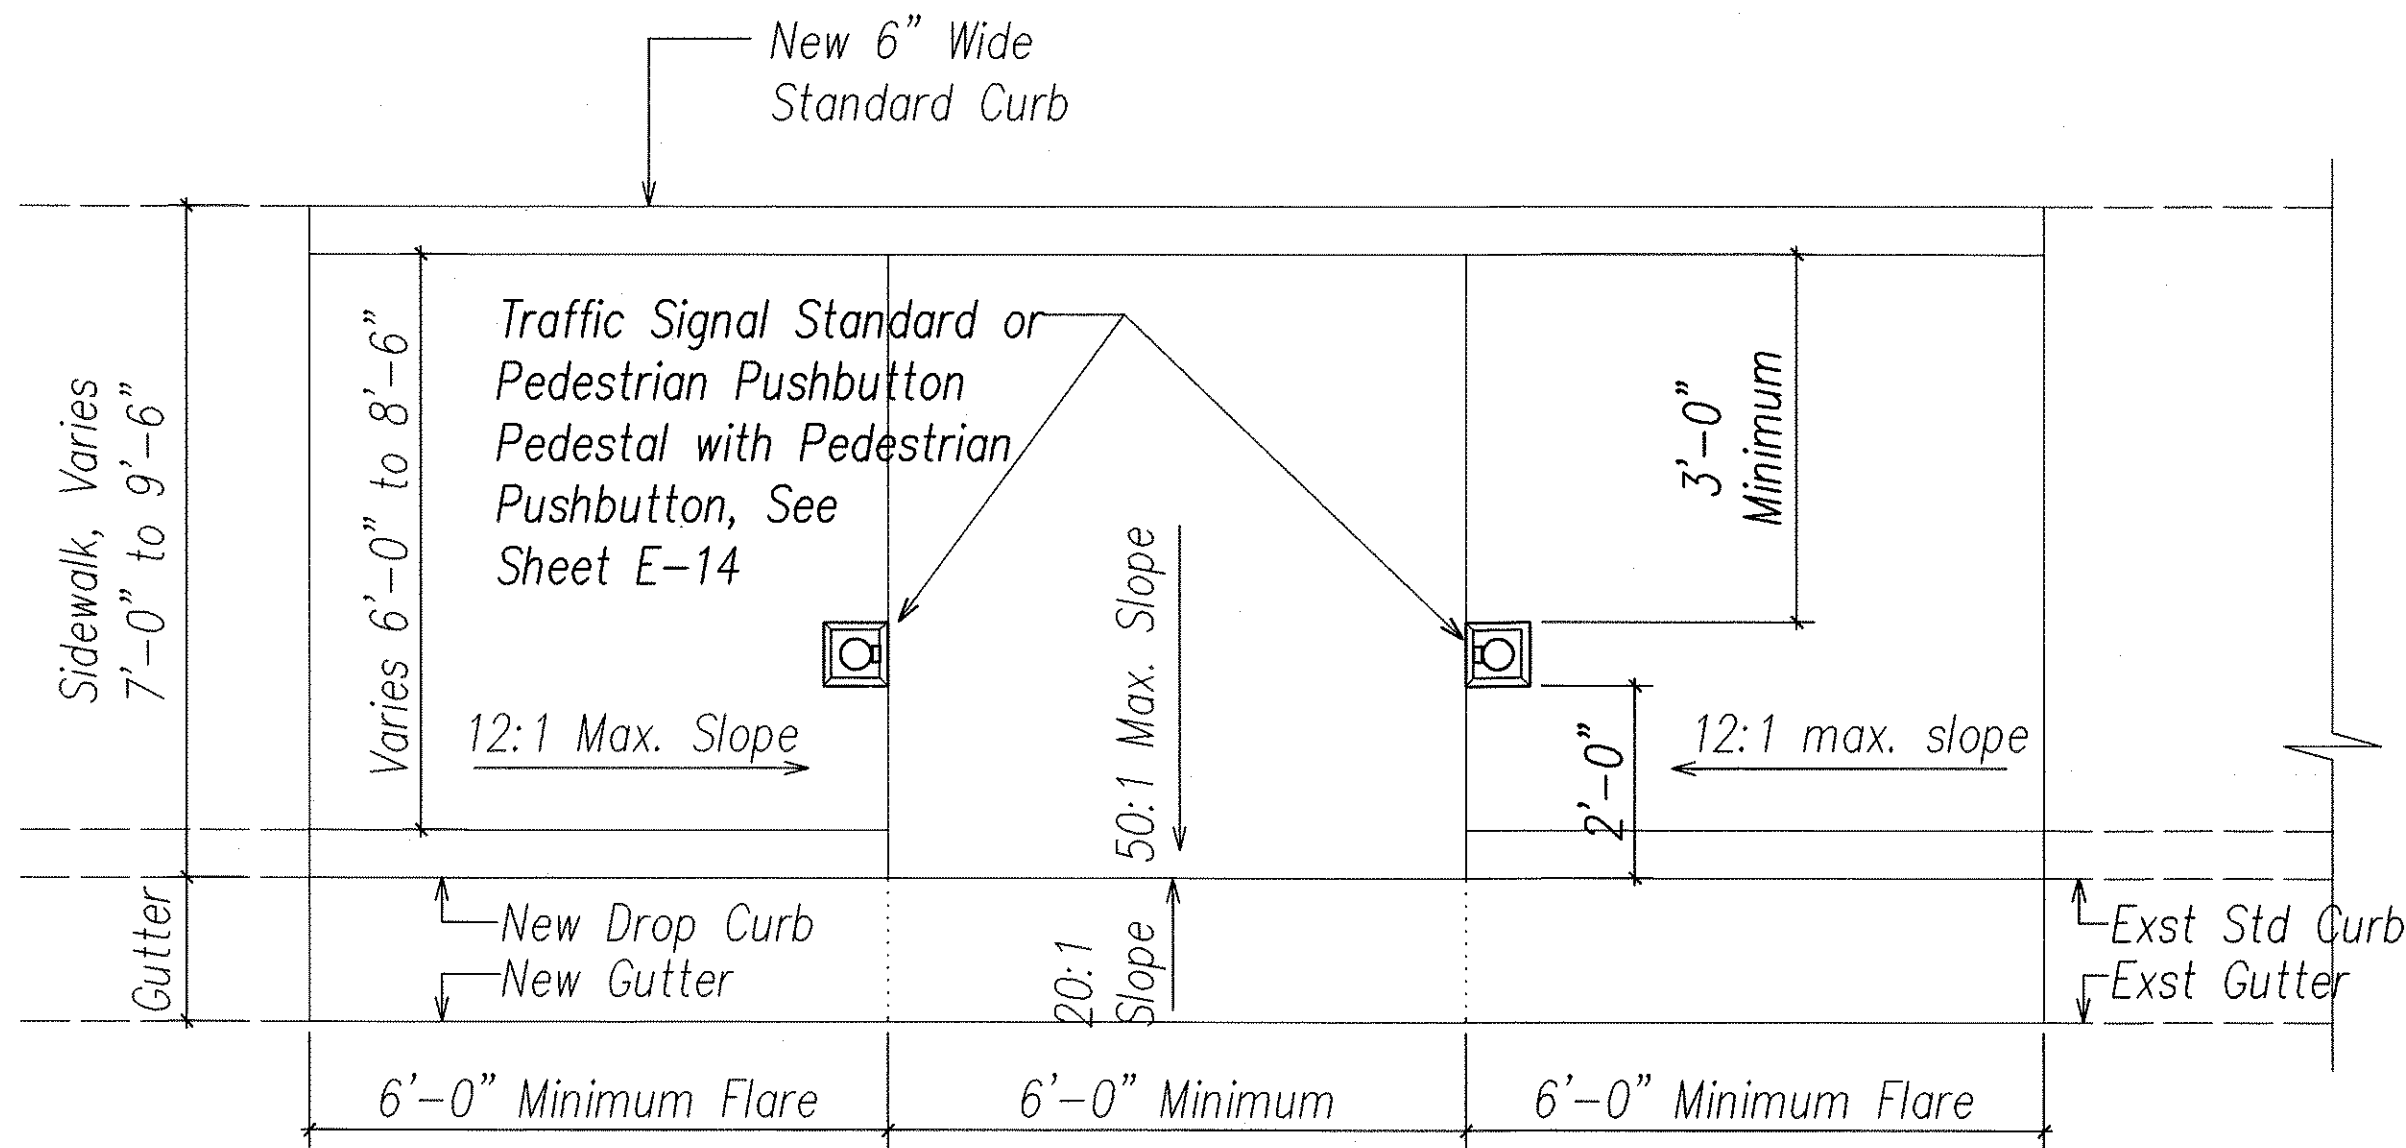 New 6" Wide
Standard Curb
Sidewalk, Varies
7'-0" to 9'-6"
Varies 6'-0" to 8'-6"
Traffic Signal Standard or
Pedestrian Pushbutton
Pedestal with Pedestrian
Pushbutton, See
Sheet E-14
3'-0"
Minimum
12:1 Max. Slope
50:1 Max. Slope
2'-0"
12:1 max. slope
Gutter
New Drop Curb
New Gutter
20:1
Slope
Exst Std Curb
Exst Gutter
6'-0" Minimum Flare
6'-0" Minimum
6'-0" Minimum Flare